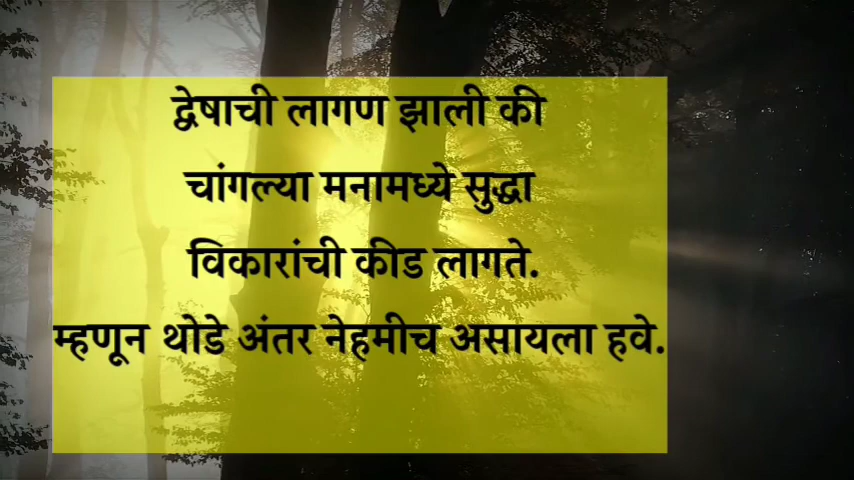 द्वेषाची लागण झाली की
चांगल्या मनामध्ये सुद्धा
विकारांची कीड लागते.
म्हणून थोडे अंतर नेहमीच असायला हवे.